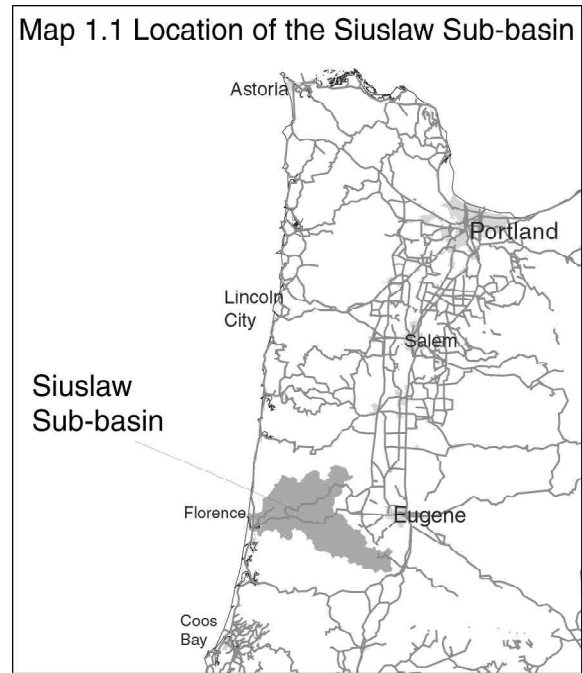 Map 1.1 Location of the Siuslaw Sub-basin
Astoria
Portland
Lincoln
City
Salem
Siuslaw
Sub-basin
Florence
Eugene
Coos
Bay